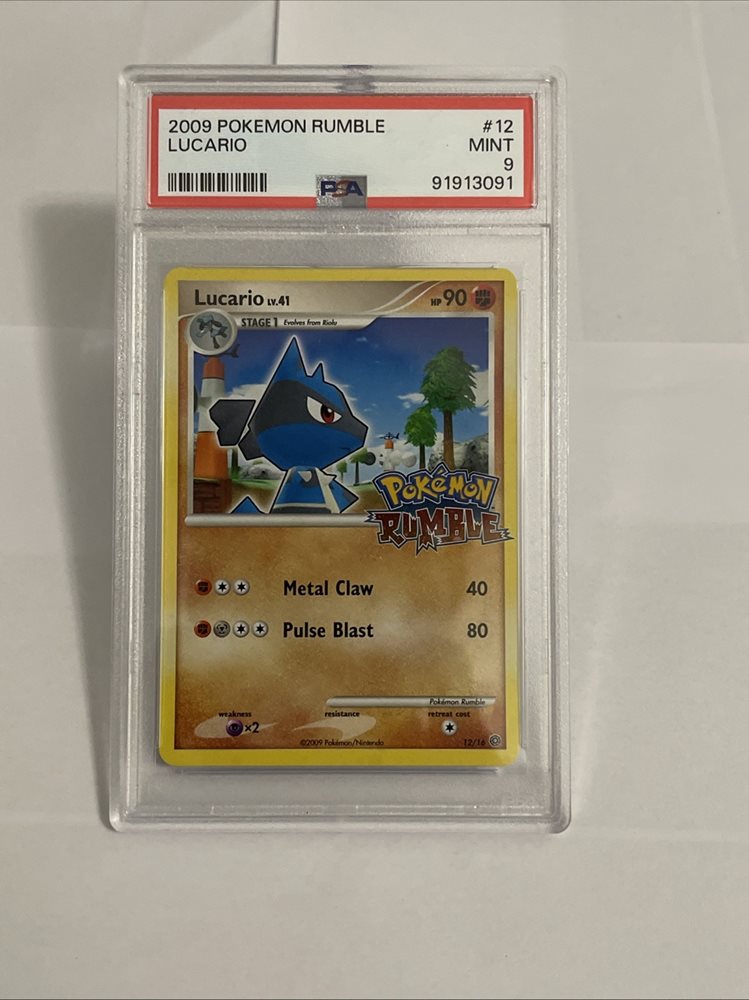 2009 POKEMON RUMBLE #12
LUCARIO MINT
9
PSA 91913091
Lucario LV.41 HP 90
STAGE 1 Evolves from Riolu
POKéMON
RUMBLE
Metal Claw 40
Pulse Blast 80
Pokémon Rumble
weakness resistance retreat cost
×2
©2009 Pokémon/Nintendo 12/16